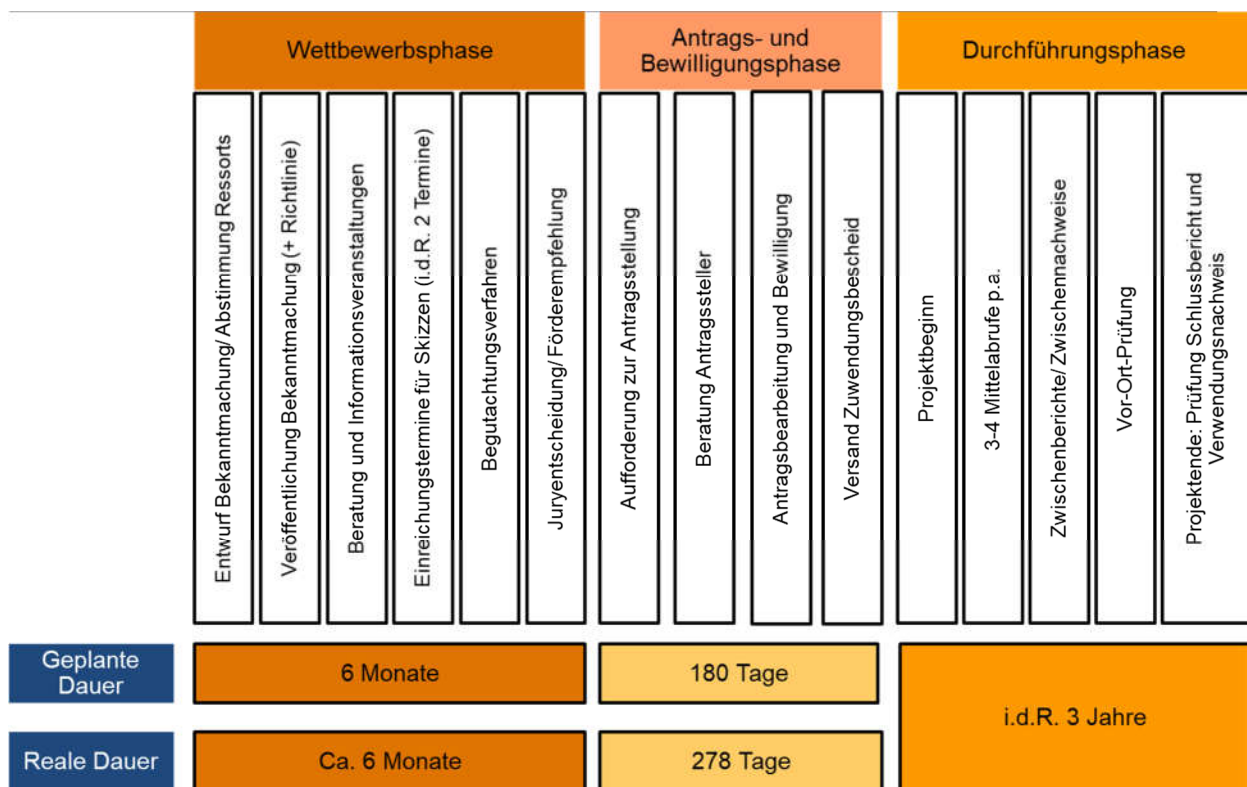 Wettbewerbsphase
Antrags- und
Bewilligungsphase
Durchführungsphase
Entwurf Bekanntmachung/ Abstimmung Ressorts
Veröffentlichung Bekanntmachung (+ Richtlinie)
Beratung und Informationsveranstaltungen
Einreichungstermine für Skizzen (i.d.R. 2 Termine)
Begutachtungsverfahren
Juryentscheidung/ Förderempfehlung
Aufforderung zur Antragsstellung
Beratung Antragssteller
Antragsbearbeitung und Bewilligung
Versand Zuwendungsbescheid
Projektbeginn
3-4 Mittelabrufe p.a.
Zwischenberichte/ Zwischennachweise
Vor-Ort-Prüfung
Projektende: Prüfung Schlussbericht und
Verwendungsnachweis
Geplante
Dauer
6 Monate
180 Tage
i.d.R. 3 Jahre
Reale Dauer
Ca. 6 Monate
278 Tage